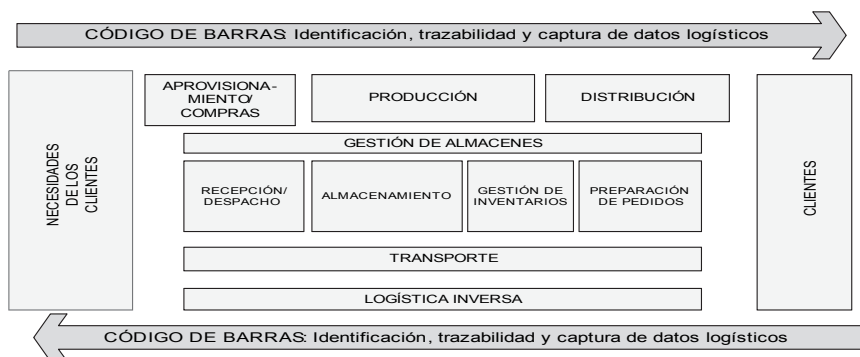 CÓDIGO DE BARRAS: Identificación, trazabilidad y captura de datos logísticos
NECESIDADES
DE LOS
CLIENTES
APROVISIONA-
MIENTO/
COMPRAS
PRODUCCIÓN
DISTRIBUCIÓN
GESTIÓN DE ALMACENES
RECEPCIÓN/
DESPACHO
ALMACENAMIENTO
GESTIÓN DE
INVENTARIOS
PREPARACIÓN
DE PEDIDOS
TRANSPORTE
LOGÍSTICA INVERSA
CLIENTES
CÓDIGO DE BARRAS: Identificación, trazabilidad y captura de datos logísticos